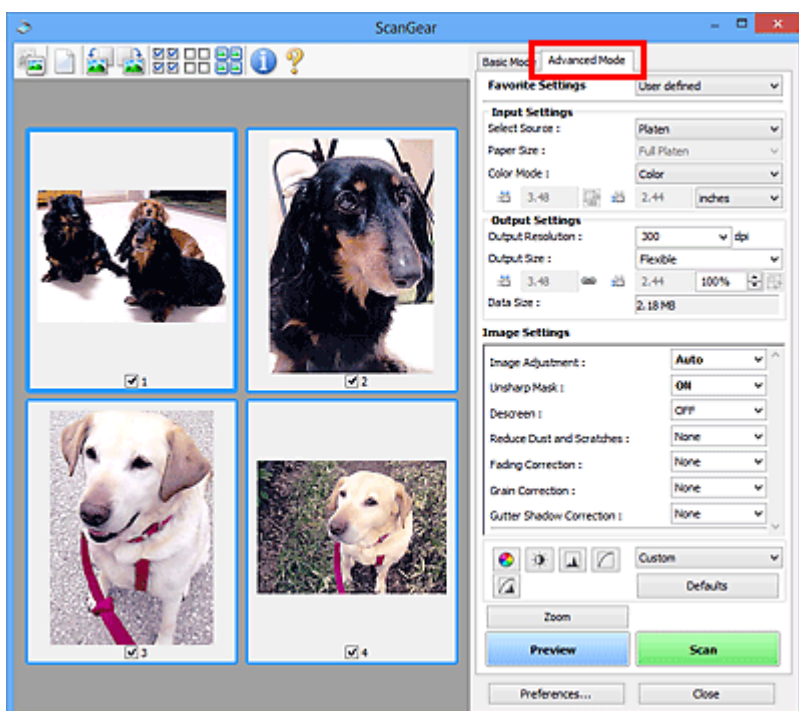 ScanGear
Basic Mode Advanced Mode
Favorite Settings User defined
Input Settings
Select Source : Platen
Paper Size : Full Platen
Color Mode : Color
3.48 2.44 inches
Output Settings
Output Resolution : 300 dpi
Output Size : Flexible
3.48 2.44 100%
Data Size : 2.18 MB
Image Settings
Image Adjustment : Auto
Unsharp Mask : ON
Descreen : OFF
Reduce Dust and Scratches : None
Fading Correction : None
Grain Correction : None
Gutter Shadow Correction : None
Custom
Defaults
Zoom
Preview Scan
Preferences... Close
1
2
3
4